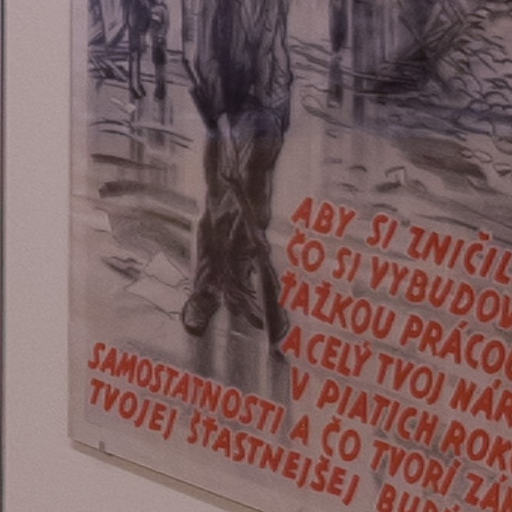 ABY SI ZNIČIL
ČO SI VYBUDOV
ŤAŽKOU PRÁCOU
A CELÝ TVOJ NÁR
V PIATICH ROKO
SAMOSTATNOSTI A ČO TVORÍ ZÁ
TVOJEJ ŠŤASTNEJŠEJ BUD